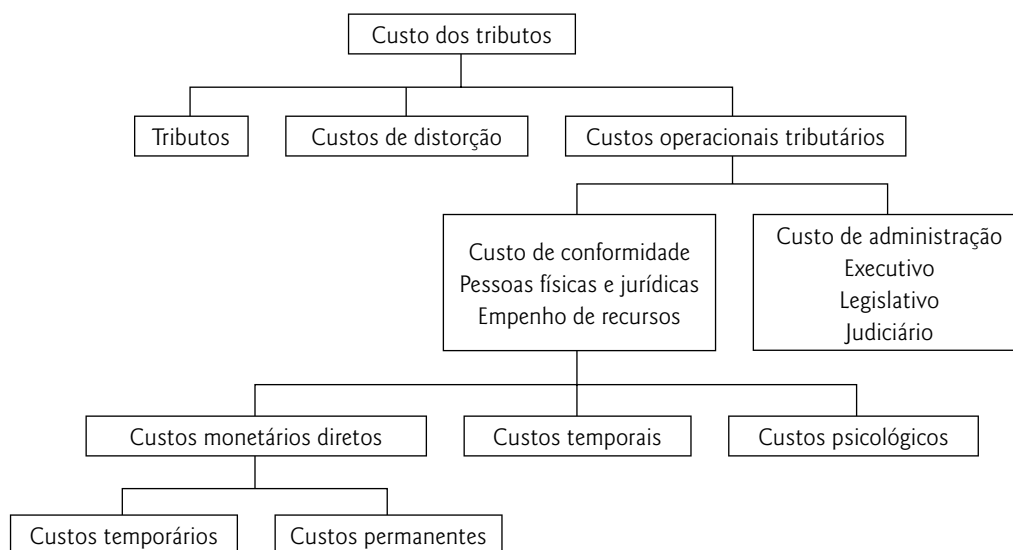 Custo dos tributos
Tributos
Custos de distorção
Custos operacionais tributários
Custo de conformidade
Pessoas físicas e jurídicas
Empenho de recursos
Custo de administração
Executivo
Legislativo
Judiciário
Custos monetários diretos
Custos temporais
Custos psicológicos
Custos temporários
Custos permanentes